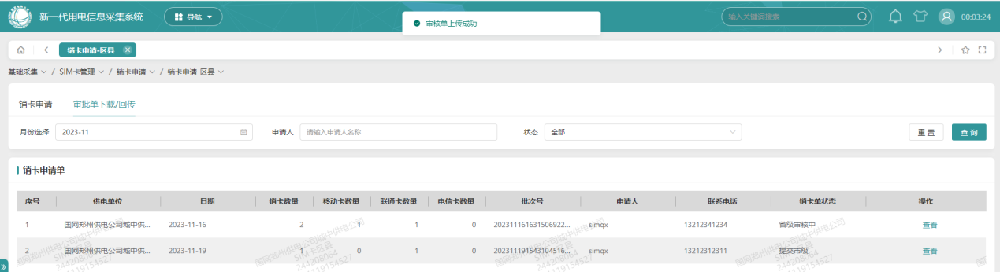 新一代用电信息采集系统 导航 审核单上传成功 输入关键词搜索 00:03:24
销卡申请-区县
基础采集 / SIM卡管理 / 销卡申请 / 销卡申请-区县
销卡申请 审批单下载/回传
月份选择 2023-11 申请人 请输入申请人名称 状态 全部 重置 查询
销卡申请单
序号 供电单位 日期 销卡数量 移动卡数量 联通卡数量 电信卡数量 批次号 申请人 联系电话 销卡单状态 操作
1 国网郑州供电公司城中供... 2023-11-16 2 1 1 0 202311161631506922... simqx 13212341234 省级审核中 查看
2 国网郑州供电公司城中供... 2023-11-19 1 0 1 0 202311191543104516... simqx 13212312311 提交市级 查看